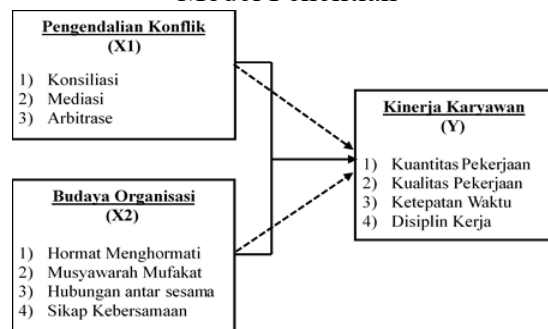 Pengendalian Konflik
(X1)
1) Konsiliasi
2) Mediasi
3) Arbitrase
Kinerja Karyawan
(Y)
1) Kuantitas Pekerjaan
2) Kualitas Pekerjaan
3) Ketepatan Waktu
4) Disiplin Kerja
Budaya Organisasi
(X2)
1) Hormat Menghormati
2) Musyawarah Mufakat
3) Hubungan antar sesama
4) Sikap Kebersamaan